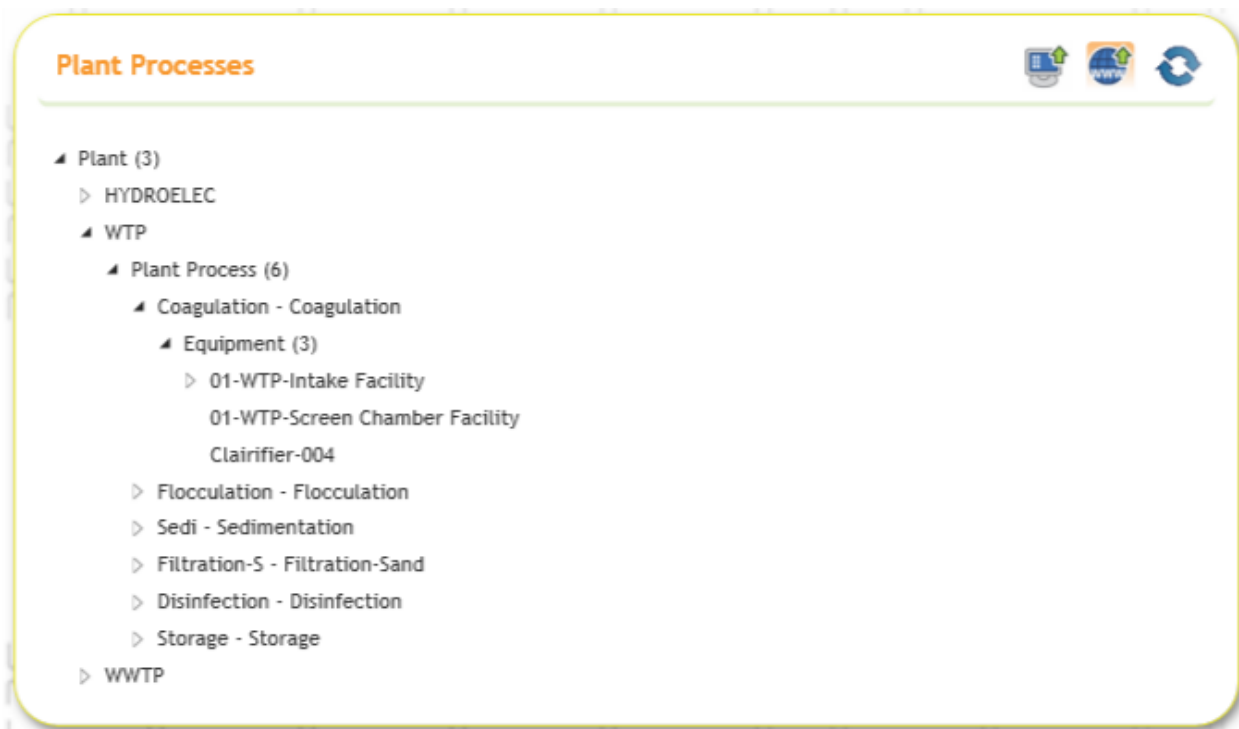 Plant Processes
www
Plant (3)
HYDROELEC
WTP
Plant Process (6)
Coagulation - Coagulation
Equipment (3)
01-WTP-Intake Facility
01-WTP-Screen Chamber Facility
Clairifier-004
Flocculation - Flocculation
Sedi - Sedimentation
Filtration-S - Filtration-Sand
Disinfection - Disinfection
Storage - Storage
WWTP